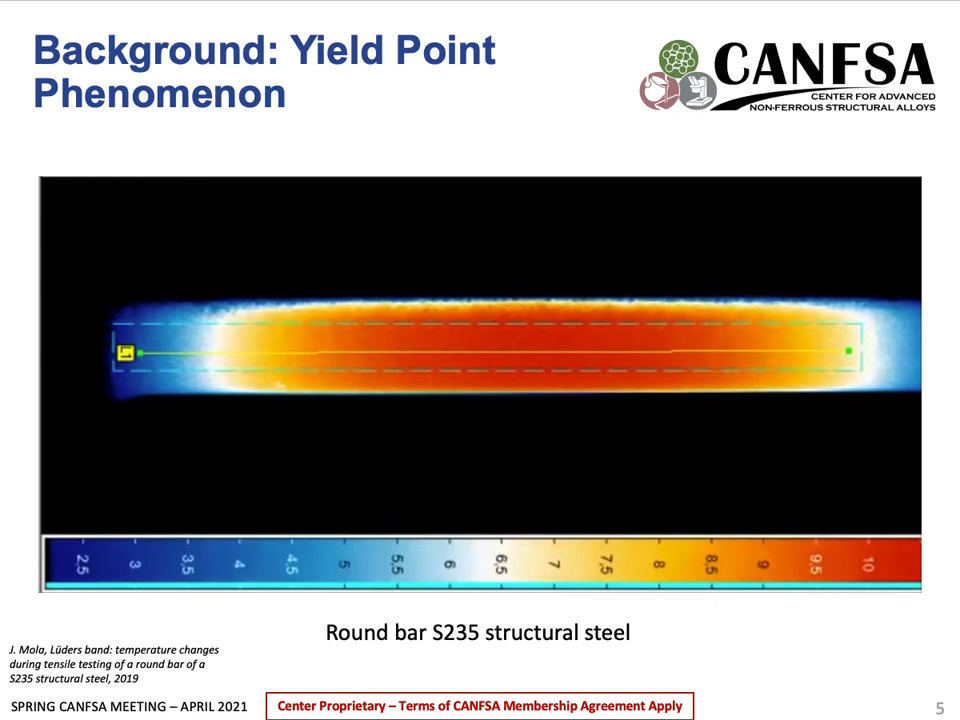 Background: Yield Point
Phenomenon
CANFSA
CENTER FOR ADVANCED
NON-FERROUS STRUCTURAL ALLOYS
L1
2,5 3 3,5 4 4,5 5 5,5 6 6,5 7 7,5 8 8,5 9 9,5 10
Round bar S235 structural steel
J. Mola, Lüders band: temperature changes
during tensile testing of a round bar of a
S235 structural steel, 2019
SPRING CANFSA MEETING – APRIL 2021
Center Proprietary – Terms of CANFSA Membership Agreement Apply
5